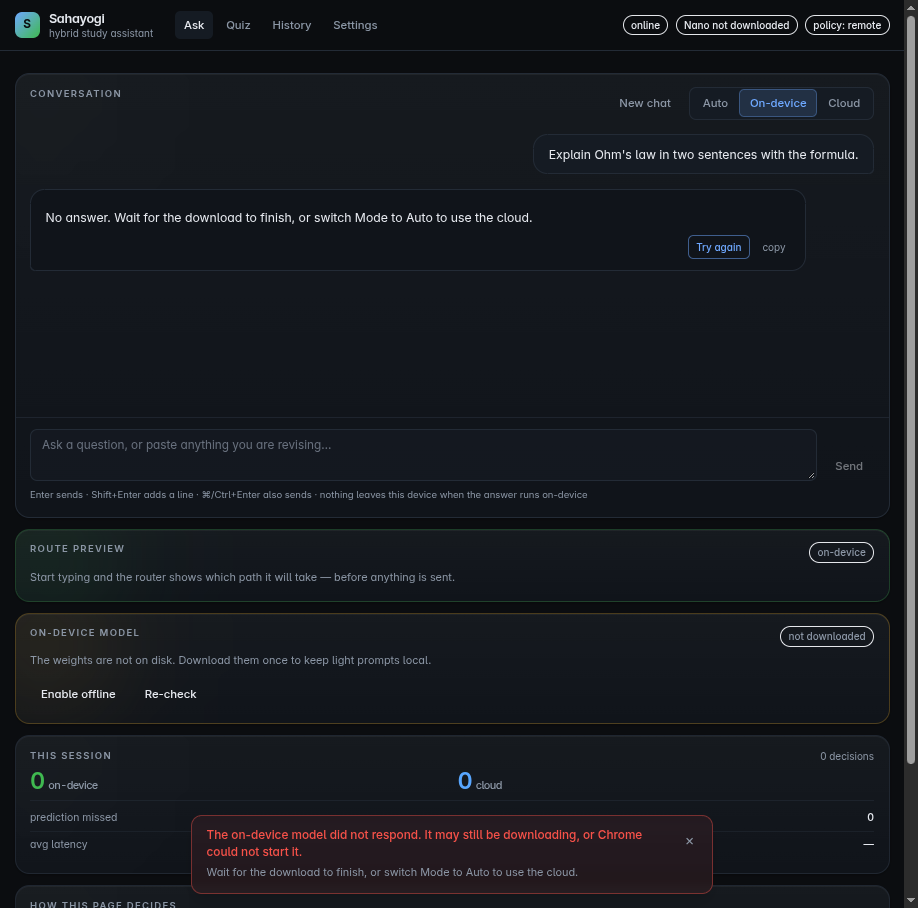 S
Sahayogi
hybrid study assistant
Ask
Quiz
History
Settings
online
Nano not downloaded
policy: remote
CONVERSATION
New chat
Auto
On-device
Cloud
Explain Ohm's law in two sentences with the formula.
No answer. Wait for the download to finish, or switch Mode to Auto to use the cloud.
Try again
copy
Ask a question, or paste anything you are revising...
Send
Enter sends · Shift+Enter adds a line · ⌘/Ctrl+Enter also sends · nothing leaves this device when the answer runs on-device
ROUTE PREVIEW
on-device
Start typing and the router shows which path it will take — before anything is sent.
ON-DEVICE MODEL
not downloaded
The weights are not on disk. Download them once to keep light prompts local.
Enable offline
Re-check
THIS SESSION
0 decisions
0 on-device
0 cloud
prediction missed
0
avg latency
—
The on-device model did not respond. It may still be downloading, or Chrome
could not start it.
×
Wait for the download to finish, or switch Mode to Auto to use the cloud.
HOW THIS PAGE DECIDES